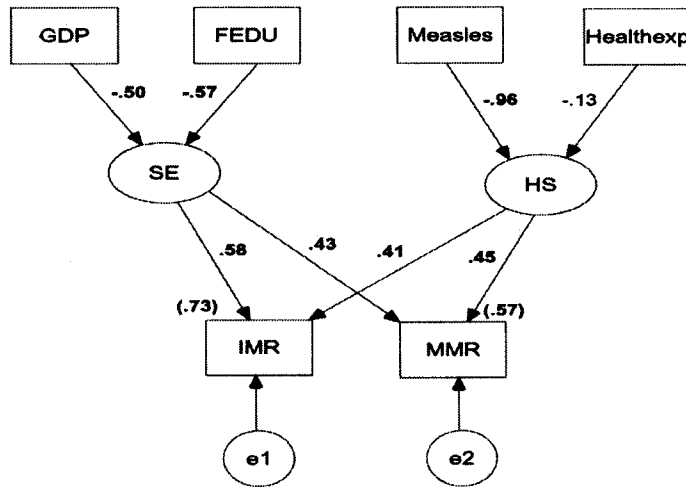 GDP
FEDU
Measles
Healthexp
-.50
-.57
-.96
-.13
SE
HS
.58
.43
.41
.45
(.73)
(.57)
IMR
MMR
e1
e2